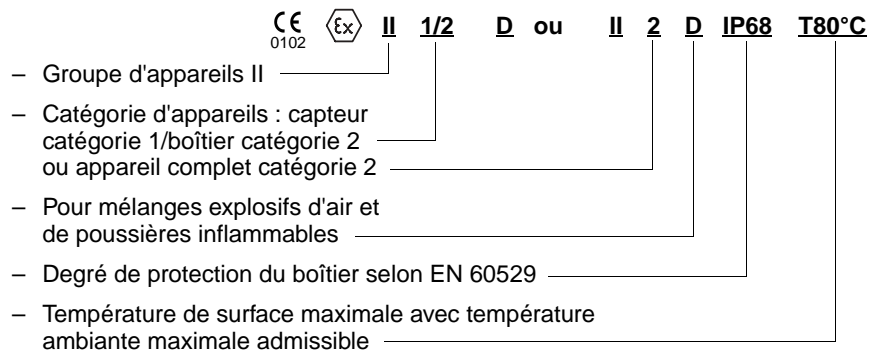 CE 0102 Ex II 1/2 D ou II 2 D IP68 T80°C
– Groupe d'appareils II
– Catégorie d'appareils : capteur
catégorie 1/boîtier catégorie 2
ou appareil complet catégorie 2
– Pour mélanges explosifs d'air et
de poussières inflammables
– Degré de protection du boîtier selon EN 60529
– Température de surface maximale avec température
ambiante maximale admissible